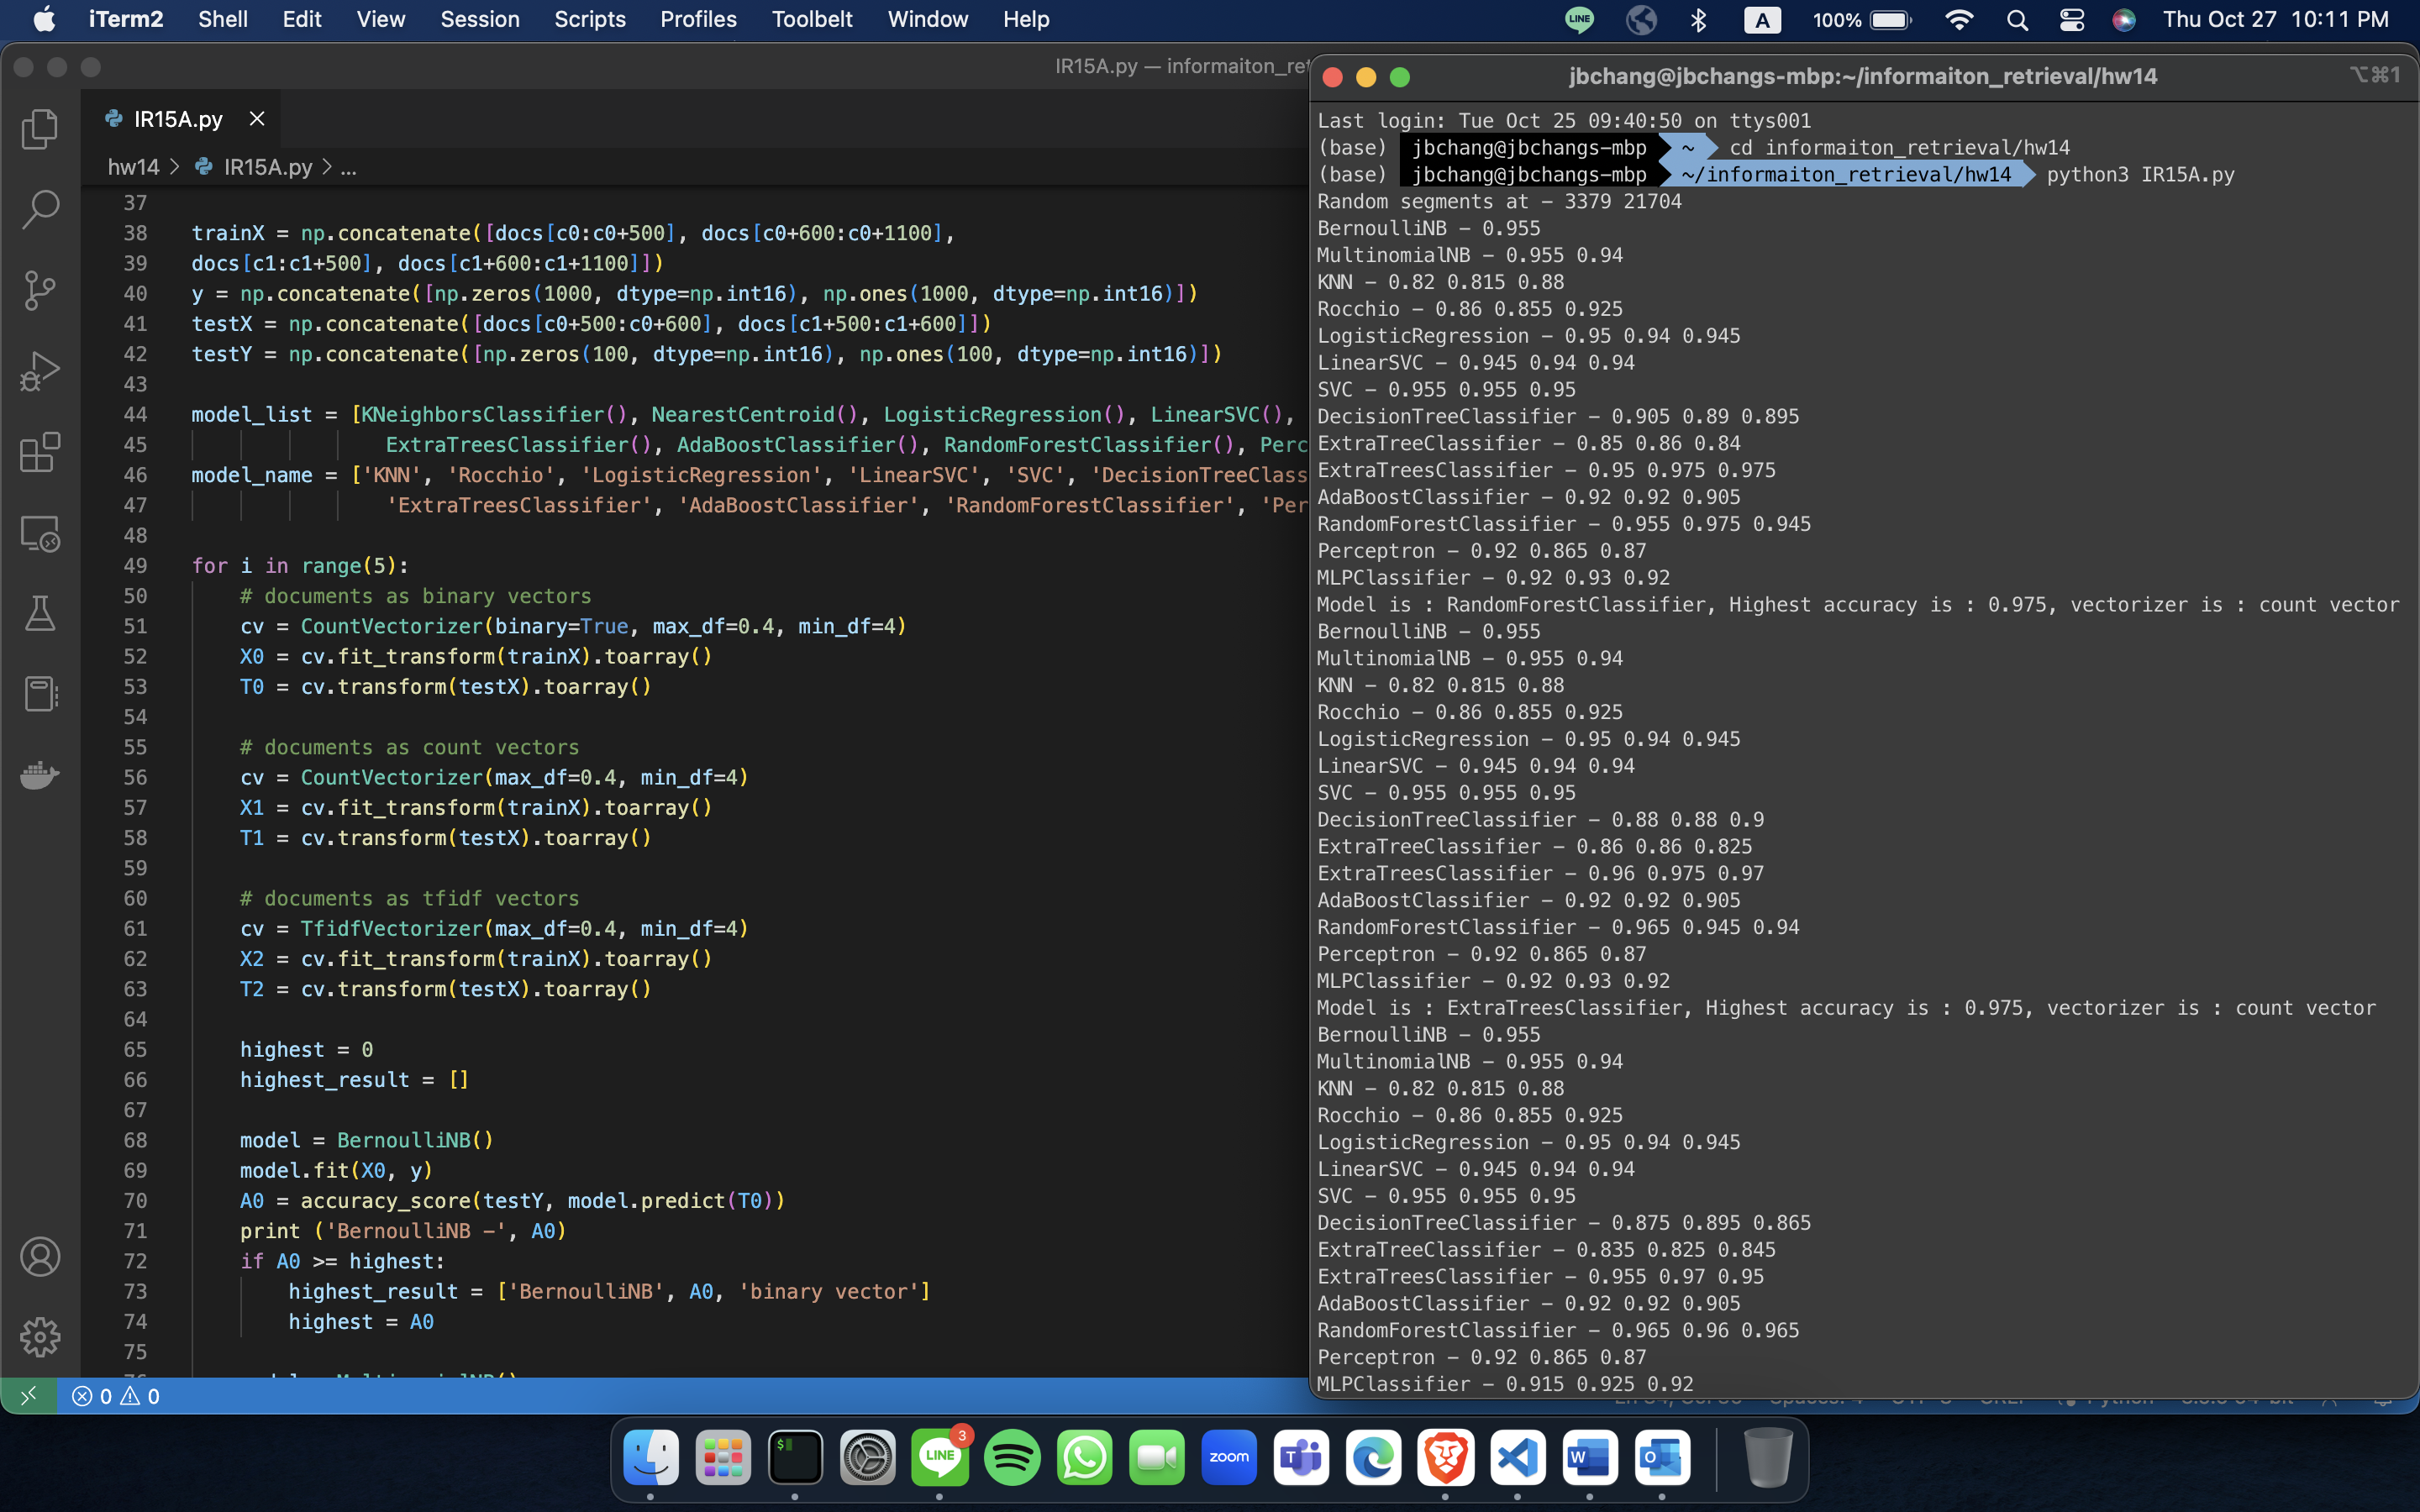 iTerm2 Shell Edit View Session Scripts Profiles Toolbelt Window Help LINE A 100% Thu Oct 27 10:11 PM
IR15A.py — informaiton_ret
IR15A.py
hw14 > IR15A.py > ...
37
38 trainX = np.concatenate([docs[c0:c0+500], docs[c0+600:c0+1100],
39 docs[c1:c1+500], docs[c1+600:c1+1100]])
40 y = np.concatenate([np.zeros(1000, dtype=np.int16), np.ones(1000, dtype=np.int16)])
41 testX = np.concatenate([docs[c0+500:c0+600], docs[c1+500:c1+600]])
42 testY = np.concatenate([np.zeros(100, dtype=np.int16), np.ones(100, dtype=np.int16)])
43
44 model_list = [KNeighborsClassifier(), NearestCentroid(), LogisticRegression(), LinearSVC(),
45 ExtraTreesClassifier(), AdaBoostClassifier(), RandomForestClassifier(), Perc
46 model_name = ['KNN', 'Rocchio', 'LogisticRegression', 'LinearSVC', 'SVC', 'DecisionTreeClass
47 'ExtraTreesClassifier', 'AdaBoostClassifier', 'RandomForestClassifier', 'Per
48
49 for i in range(5):
50 # documents as binary vectors
51 cv = CountVectorizer(binary=True, max_df=0.4, min_df=4)
52 X0 = cv.fit_transform(trainX).toarray()
53 T0 = cv.transform(testX).toarray()
54
55 # documents as count vectors
56 cv = CountVectorizer(max_df=0.4, min_df=4)
57 X1 = cv.fit_transform(trainX).toarray()
58 T1 = cv.transform(testX).toarray()
59
60 # documents as tfidf vectors
61 cv = TfidfVectorizer(max_df=0.4, min_df=4)
62 X2 = cv.fit_transform(trainX).toarray()
63 T2 = cv.transform(testX).toarray()
64
65 highest = 0
66 highest_result = []
67
68 model = BernoulliNB()
69 model.fit(X0, y)
70 A0 = accuracy_score(testY, model.predict(T0))
71 print ('BernoulliNB -', A0)
72 if A0 >= highest:
73 highest_result = ['BernoulliNB', A0, 'binary vector']
74 highest = A0
75
0 0
jbchang@jbchangs-mbp:~/informaiton_retrieval/hw14 ⌥⌘1
Last login: Tue Oct 25 09:40:50 on ttys001
(base) jbchang@jbchangs-mbp ~ cd informaiton_retrieval/hw14
(base) jbchang@jbchangs-mbp ~/informaiton_retrieval/hw14 python3 IR15A.py
Random segments at - 3379 21704
BernoulliNB - 0.955
MultinomialNB - 0.955 0.94
KNN - 0.82 0.815 0.88
Rocchio - 0.86 0.855 0.925
LogisticRegression - 0.95 0.94 0.945
LinearSVC - 0.945 0.94 0.94
SVC - 0.955 0.955 0.95
DecisionTreeClassifier - 0.905 0.89 0.895
ExtraTreeClassifier - 0.85 0.86 0.84
ExtraTreesClassifier - 0.95 0.975 0.975
AdaBoostClassifier - 0.92 0.92 0.905
RandomForestClassifier - 0.955 0.975 0.945
Perceptron - 0.92 0.865 0.87
MLPClassifier - 0.92 0.93 0.92
Model is : RandomForestClassifier, Highest accuracy is : 0.975, vectorizer is : count vector
BernoulliNB - 0.955
MultinomialNB - 0.955 0.94
KNN - 0.82 0.815 0.88
Rocchio - 0.86 0.855 0.925
LogisticRegression - 0.95 0.94 0.945
LinearSVC - 0.945 0.94 0.94
SVC - 0.955 0.955 0.95
DecisionTreeClassifier - 0.88 0.88 0.9
ExtraTreeClassifier - 0.86 0.86 0.825
ExtraTreesClassifier - 0.96 0.975 0.97
AdaBoostClassifier - 0.92 0.92 0.905
RandomForestClassifier - 0.965 0.945 0.94
Perceptron - 0.92 0.865 0.87
MLPClassifier - 0.92 0.93 0.92
Model is : ExtraTreesClassifier, Highest accuracy is : 0.975, vectorizer is : count vector
BernoulliNB - 0.955
MultinomialNB - 0.955 0.94
KNN - 0.82 0.815 0.88
Rocchio - 0.86 0.855 0.925
LogisticRegression - 0.95 0.94 0.945
LinearSVC - 0.945 0.94 0.94
SVC - 0.955 0.955 0.95
DecisionTreeClassifier - 0.875 0.895 0.865
ExtraTreeClassifier - 0.835 0.825 0.845
ExtraTreesClassifier - 0.955 0.97 0.95
AdaBoostClassifier - 0.92 0.92 0.905
RandomForestClassifier - 0.965 0.96 0.965
Perceptron - 0.92 0.865 0.87
MLPClassifier - 0.915 0.925 0.92
$ LINE 3 zoom T W O